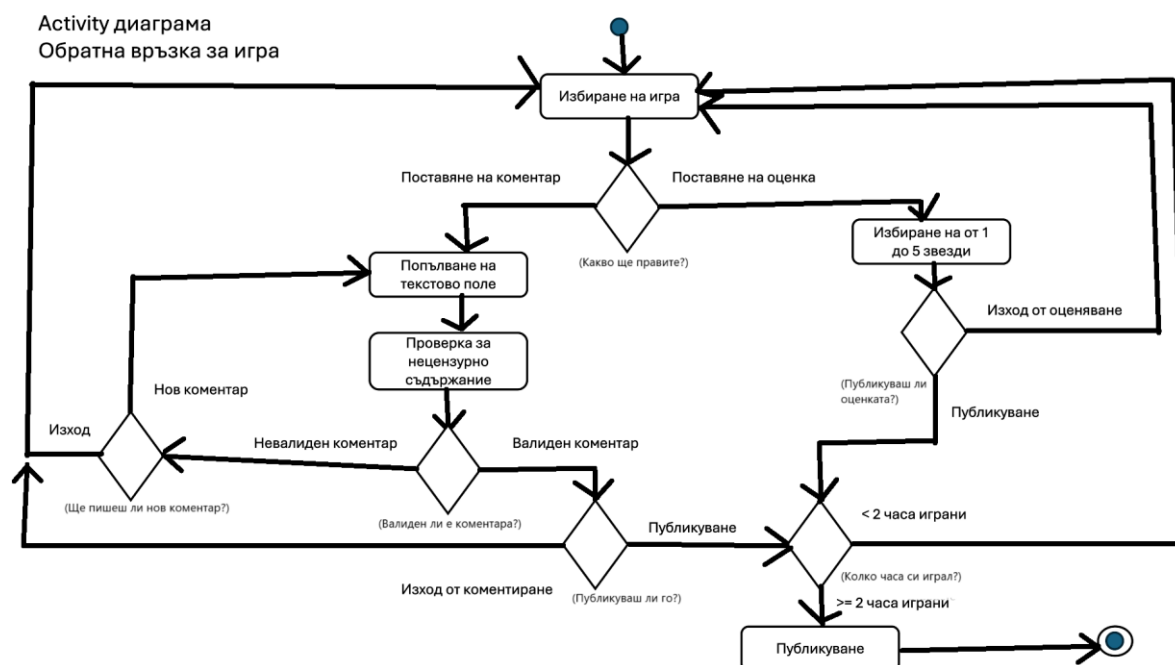 Activity диаграма
Обратна връзка за игра
Избиране на игра
Поставяне на коментар
Поставяне на оценка
(Какво ще правите?)
Избиране на от 1
до 5 звезди
Попълване на
текстово поле
Изход от оценяване
Проверка за
нецензурно
съдържание
(Публикуваш ли
оценката?)
Нов коментар
Публикуване
Изход
Невалиден коментар
Валиден коментар
(Ще пишеш ли нов коментар?)
(Валиден ли е коментара?)
Публикуване
< 2 часа играни
Изход от коментиране
(Публикуваш ли го?)
(Колко часа си играл?)
>= 2 часа играни
Публикуване